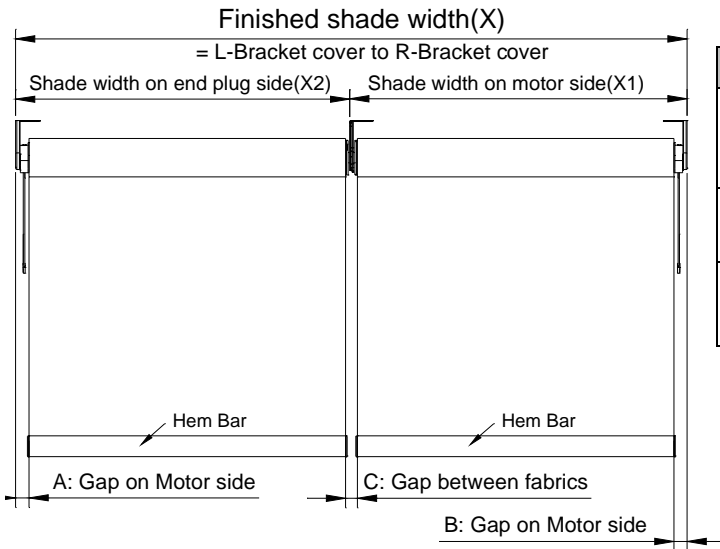 Finished shade width(X)
= L-Bracket cover to R-Bracket cover
Shade width on end plug side(X2)
Shade width on motor side(X1)
Hem Bar
Hem Bar
A: Gap on Motor side
C: Gap between fabrics
B: Gap on Motor side